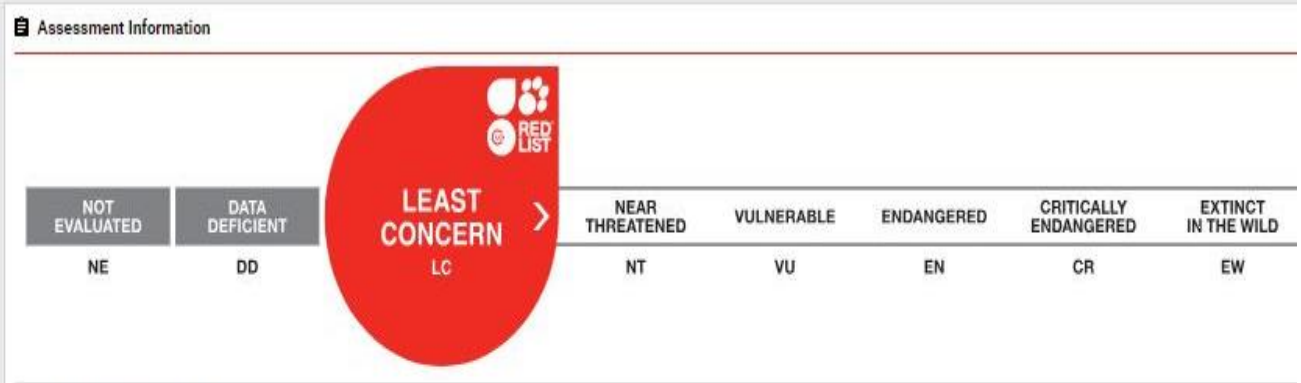 Assessment Information
RED
LIST
NOT
EVALUATED
DATA
DEFICIENT
LEAST
CONCERN
NEAR
THREATENED
VULNERABLE
ENDANGERED
CRITICALLY
ENDANGERED
EXTINCT
IN THE WILD
NE
DD
LC
NT
VU
EN
CR
EW